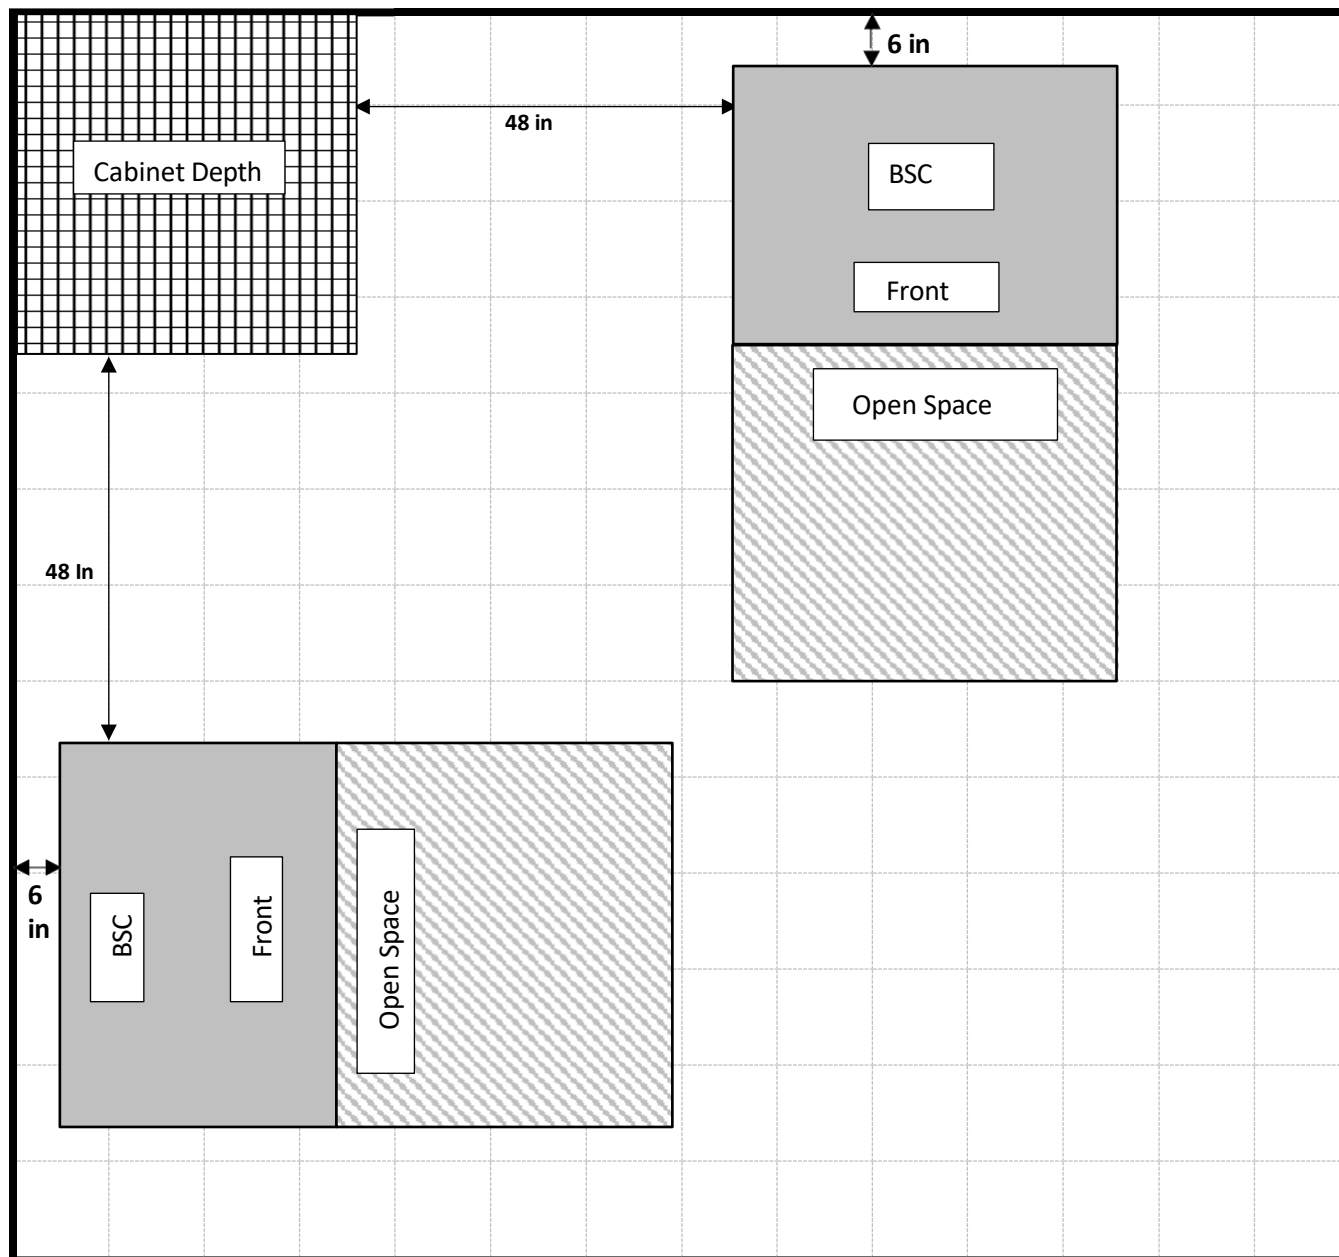 6 in
48 in
Cabinet Depth
BSC
Front
Open Space
48 In
6
in
BSC
Front
Open Space